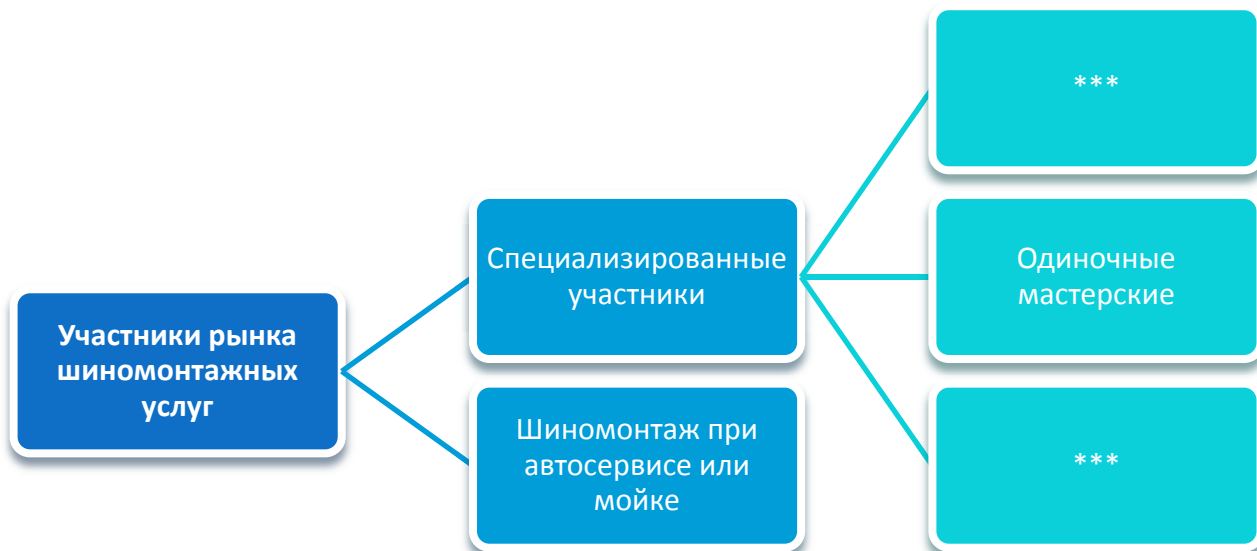 Участники рынка
шиномонтажных
услуг
Специализированные
участники
Шиномонтаж при
автосервисе или
мойке
***
Одиночные
мастерские
***